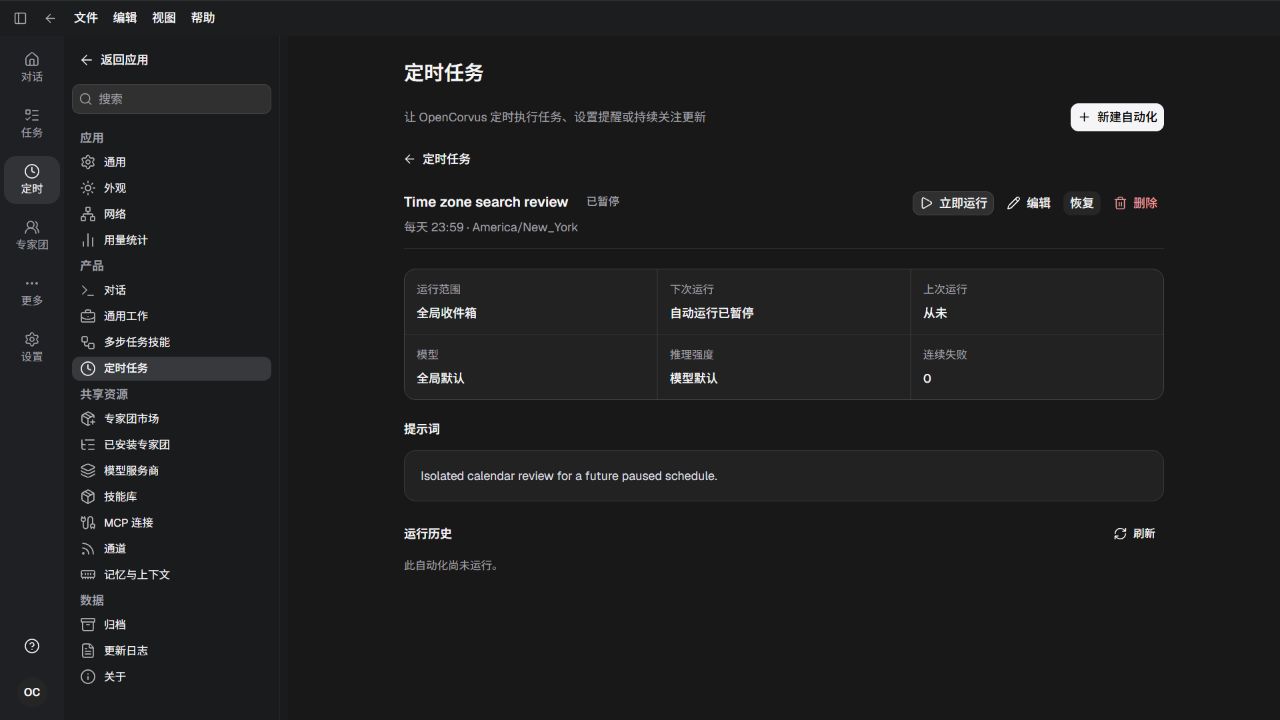 文件 编辑 视图 帮助
对话
任务
定时
专家团
更多
设置
OC
返回应用
搜索
应用
通用
外观
网络
用量统计
产品
对话
通用工作
多步任务技能
定时任务
共享资源
专家团市场
已安装专家团
模型服务商
技能库
MCP 连接
通道
记忆与上下文
数据
归档
更新日志
关于
定时任务
让 OpenCorvus 定时执行任务、设置提醒或持续关注更新
新建自动化
定时任务
Time zone search review 已暂停
立即运行 编辑 恢复 删除
每天 23:59 · America/New_York
运行范围
全局收件箱
下次运行
自动运行已暂停
上次运行
从未
模型
全局默认
推理强度
模型默认
连续失败
0
提示词
Isolated calendar review for a future paused schedule.
运行历史
刷新
此自动化尚未运行。